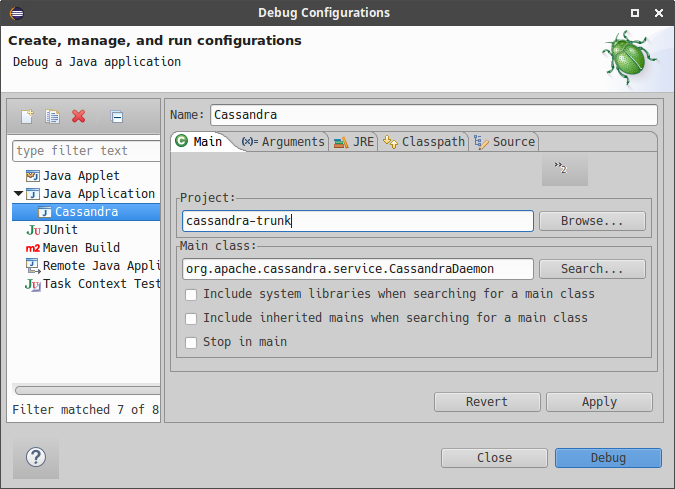 Debug Configurations
Create, manage, and run configurations
Debug a Java application
Name: Cassandra
type filter text
Java Applet
Java Application
Cassandra
JUnit
Maven Build
Remote Java Appli
Task Context Test
Filter matched 7 of 8
Main (x)= Arguments JRE Classpath Source
»2
Project:
cassandra-trunk Browse...
Main class:
org.apache.cassandra.service.CassandraDaemon Search...
Include system libraries when searching for a main class
Include inherited mains when searching for a main class
Stop in main
Revert Apply
? Close Debug